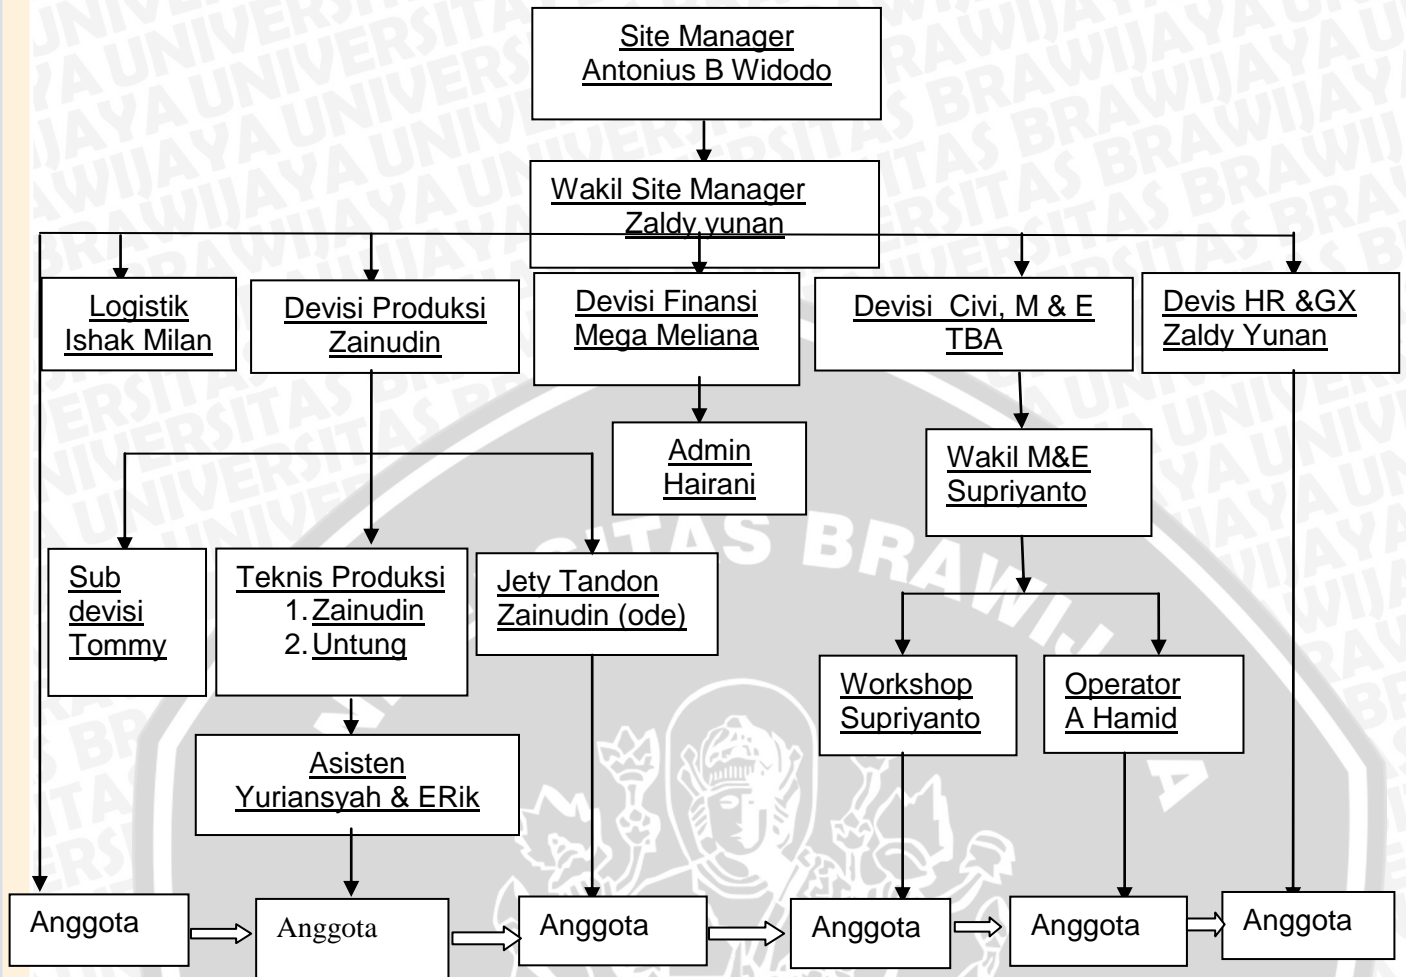 Site Manager
Antonius B Widodo
Wakil Site Manager
Zaldy yunan
Logistik
Ishak Milan
Devisi Produksi
Zainudin
Devisi Finansi
Mega Meliana
Devisi Civi, M & E
TBA
Devis HR &GX
Zaldy Yunan
Admin
Hairani
Wakil M&E
Supriyanto
Sub
devisi
Tommy
Teknis Produksi
1. Zainudin
2. Untung
Jety Tandon
Zainudin (ode)
Workshop
Supriyanto
Operator
A Hamid
Asisten
Yuriansyah & ERik
Anggota
Anggota
Anggota
Anggota
Anggota
Anggota